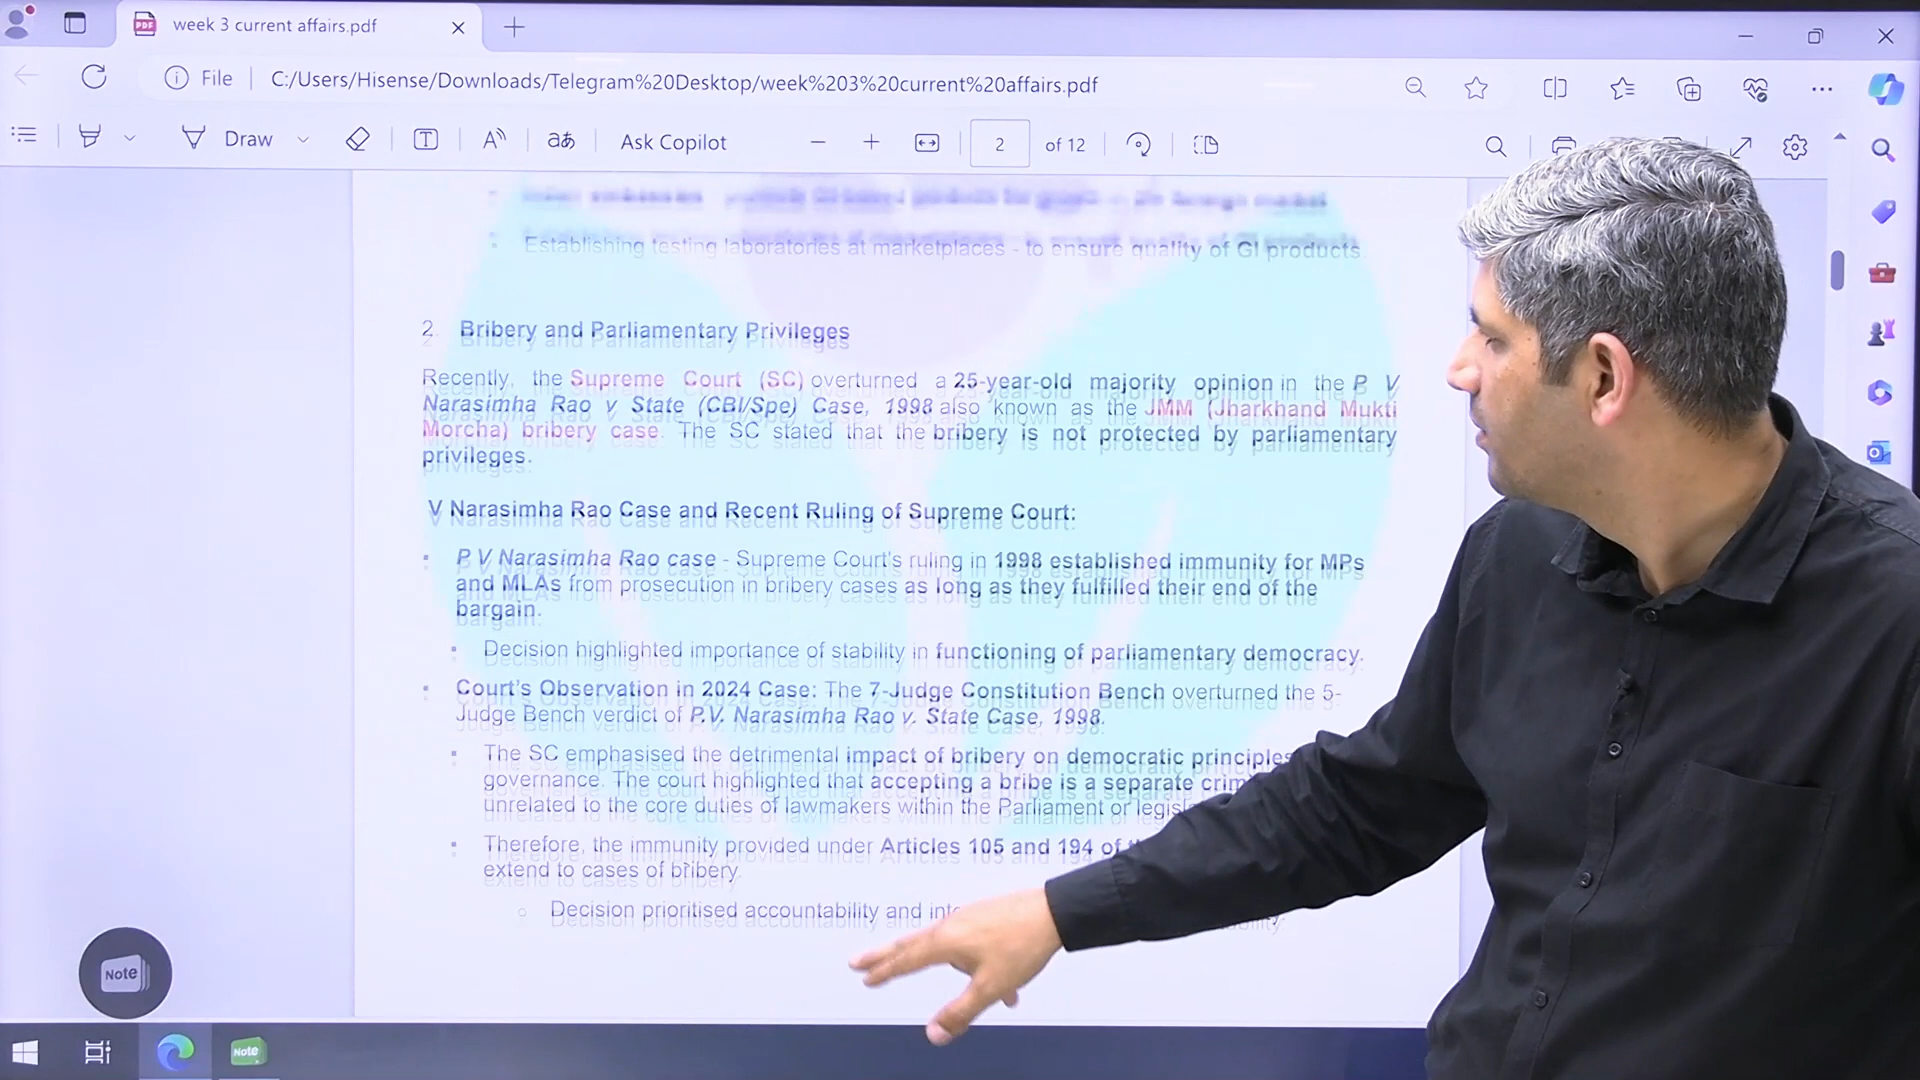 week 3 current affairs.pdf
File
C:/Users/Hisense/Downloads/Telegram%20Desktop/week%203%20current%20affairs.pdf
Draw
Ask Copilot
2
of 12
Establishing testing laboratories at marketplaces - to ensure quality of GI products.
2. Bribery and Parliamentary Privileges
Recently, the Supreme Court (SC) overturned a 25-year-old majority opinion in the P V
Narasimha Rao v State (CBI/Spe) Case, 1998 also known as the JMM (Jharkhand Mukti
Morcha) bribery case. The SC stated that the bribery is not protected by parliamentary
privileges.
V Narasimha Rao Case and Recent Ruling of Supreme Court:
P V Narasimha Rao case - Supreme Court's ruling in 1998 established immunity for MPs
and MLAs from prosecution in bribery cases as long as they fulfilled their end of the
bargain.
Decision highlighted importance of stability in functioning of parliamentary democracy.
Court's Observation in 2024 Case: The 7-Judge Constitution Bench overturned the 5-
Judge Bench verdict of P.V. Narasimha Rao v. State Case, 1998.
The SC emphasised the detrimental impact of bribery on democratic principles
governance. The court highlighted that accepting a bribe is a separate crim
unrelated to the core duties of lawmakers within the Parliament or legisl
Therefore, the immunity provided under Articles 105 and 194 of
extend to cases of bribery.
Decision prioritised accountability and
Note
Note